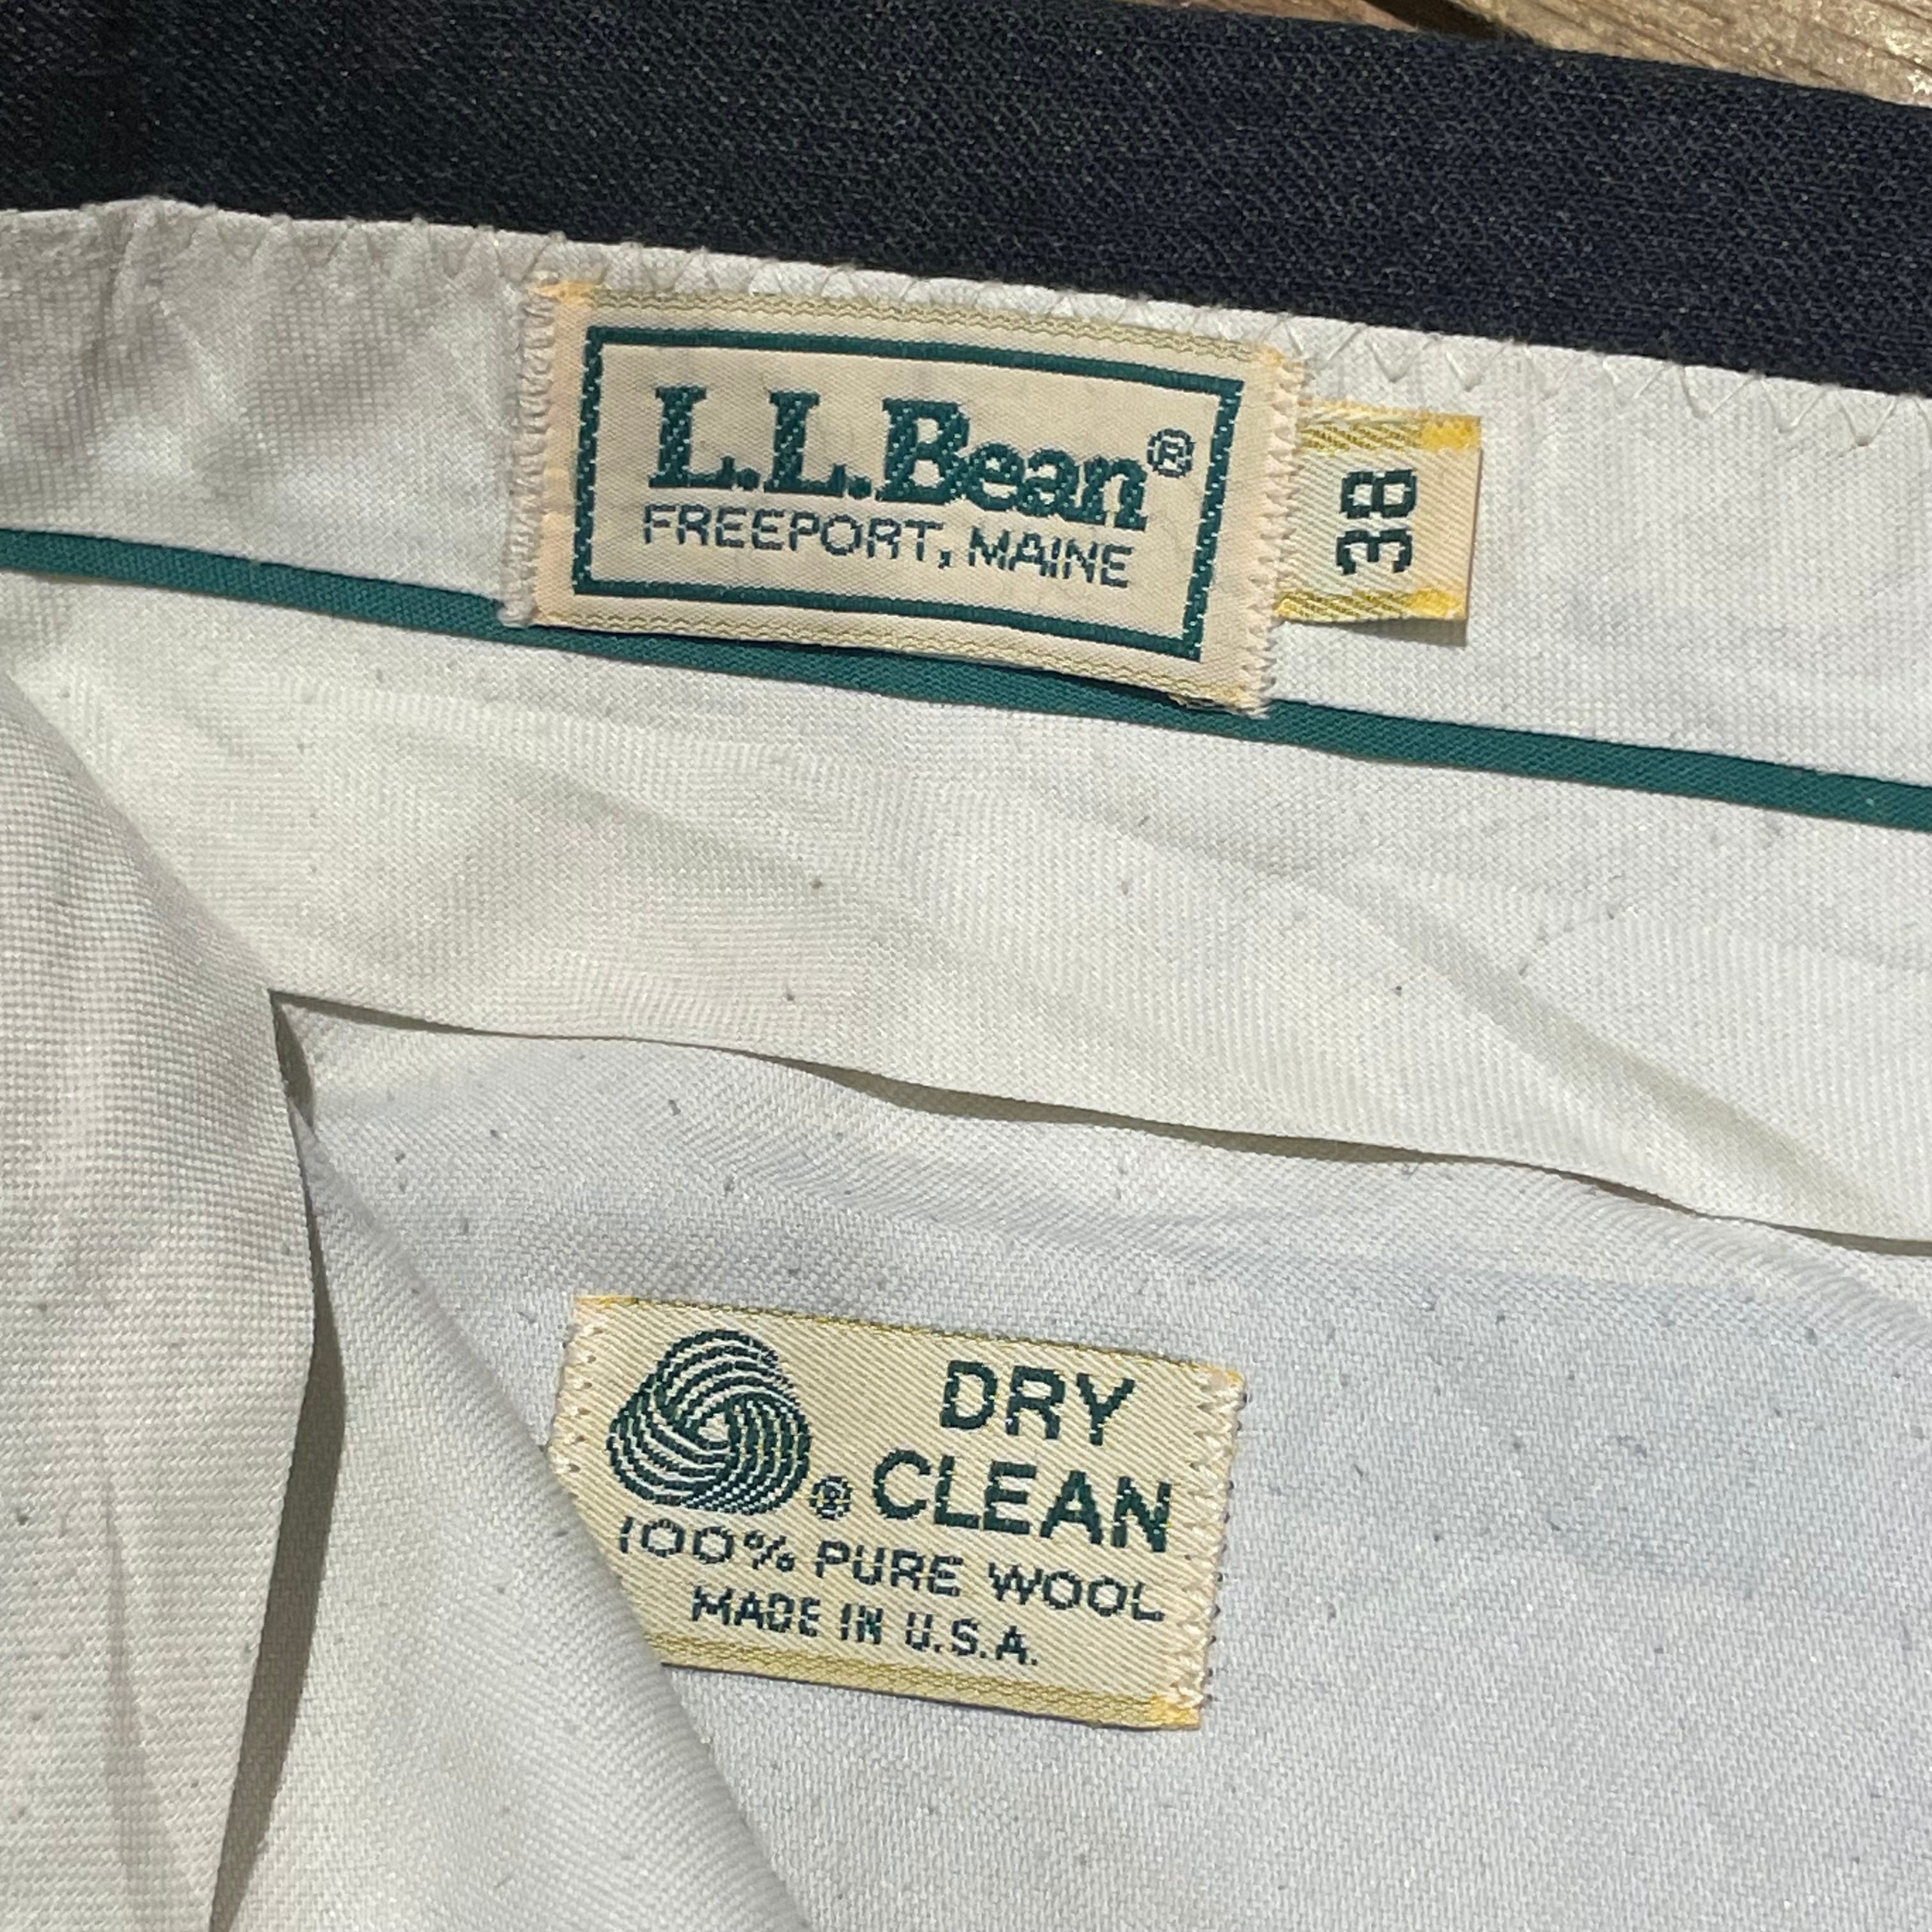 L.L.Bean®
FREEPORT, MAINE
38
® DRY
CLEAN
100% PURE WOOL
MADE IN U.S.A.